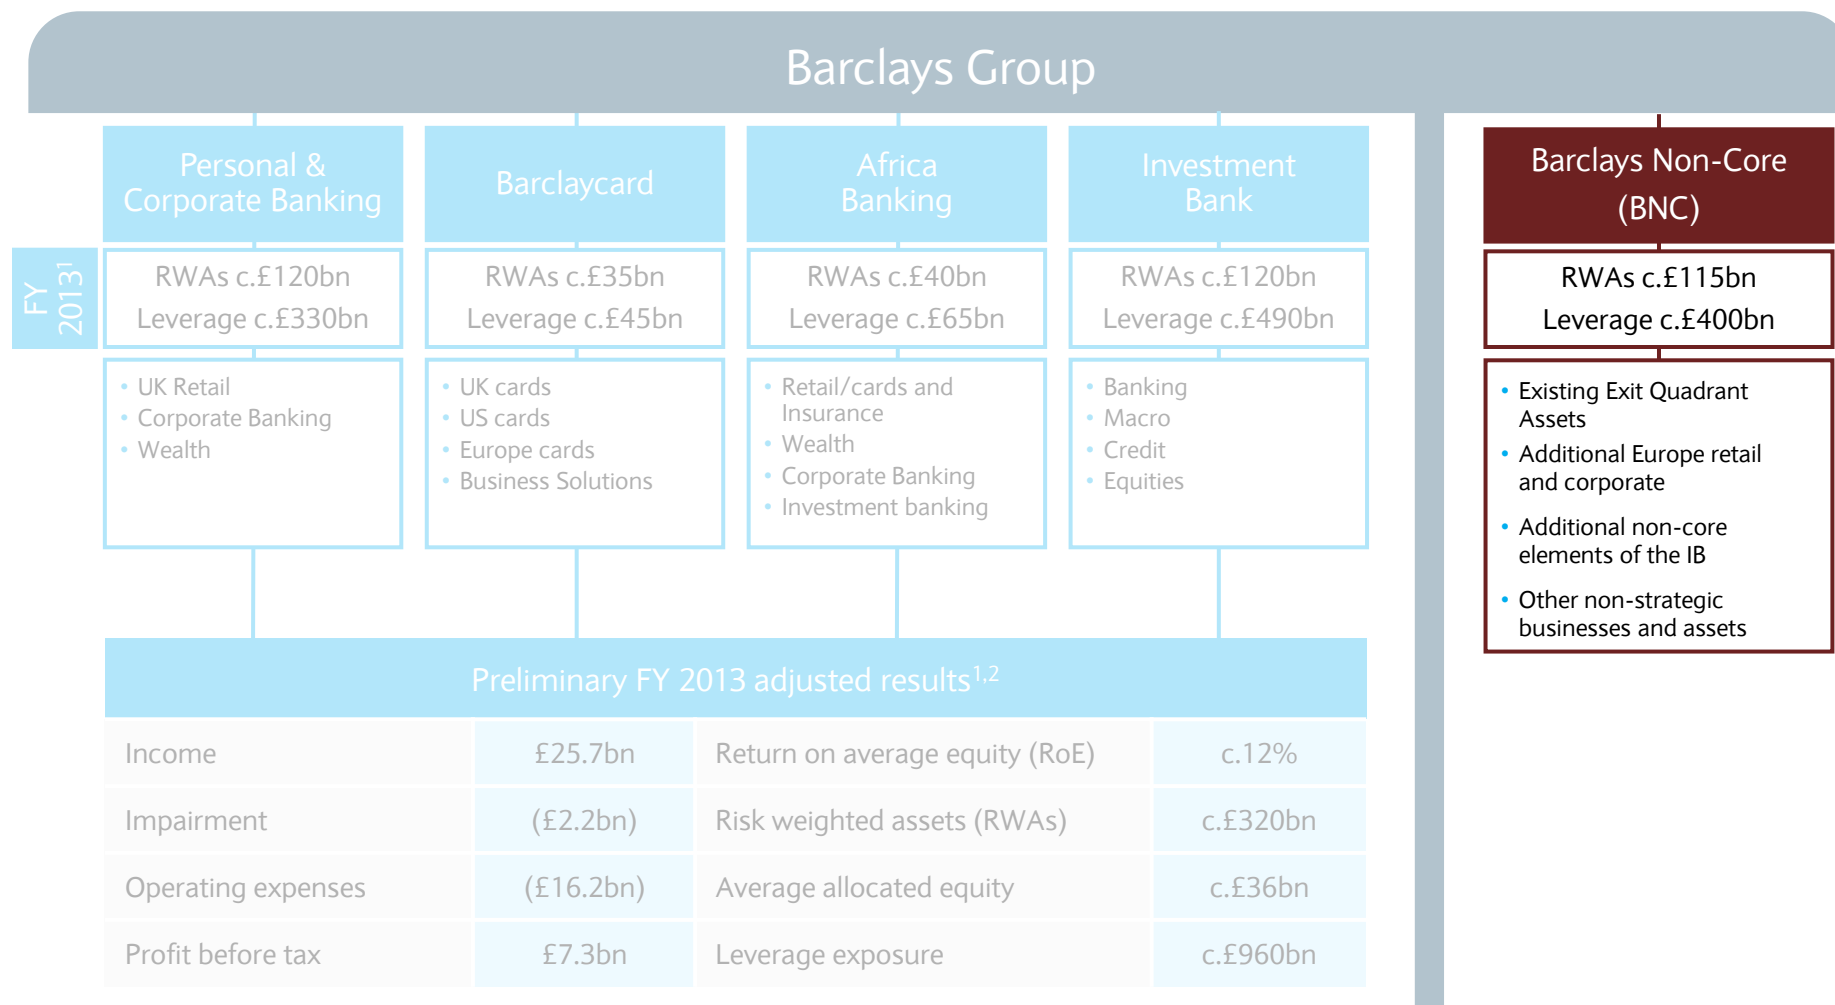 Barclays Group
Personal &
Corporate Banking
Barclaycard
Africa
Banking
Investment
Bank
Barclays Non-Core
(BNC)
FY
2013¹
RWAs c.£120bn
Leverage c.£330bn
RWAs c.£35bn
Leverage c.£45bn
RWAs c.£40bn
Leverage c.£65bn
RWAs c.£120bn
Leverage c.£490bn
RWAs c.£115bn
Leverage c.£400bn
• UK Retail
• Corporate Banking
• Wealth
• UK cards
• US cards
• Europe cards
• Business Solutions
• Retail/cards and
Insurance
• Wealth
• Corporate Banking
• Investment banking
• Banking
• Macro
• Credit
• Equities
• Existing Exit Quadrant
Assets
• Additional Europe retail
and corporate
• Additional non-core
elements of the IB
• Other non-strategic
businesses and assets
Preliminary FY 2013 adjusted results¹,²
Income £25.7bn Return on average equity (RoE) c.12%
Impairment (£2.2bn) Risk weighted assets (RWAs) c.£320bn
Operating expenses (£16.2bn) Average allocated equity c.£36bn
Profit before tax £7.3bn Leverage exposure c.£960bn